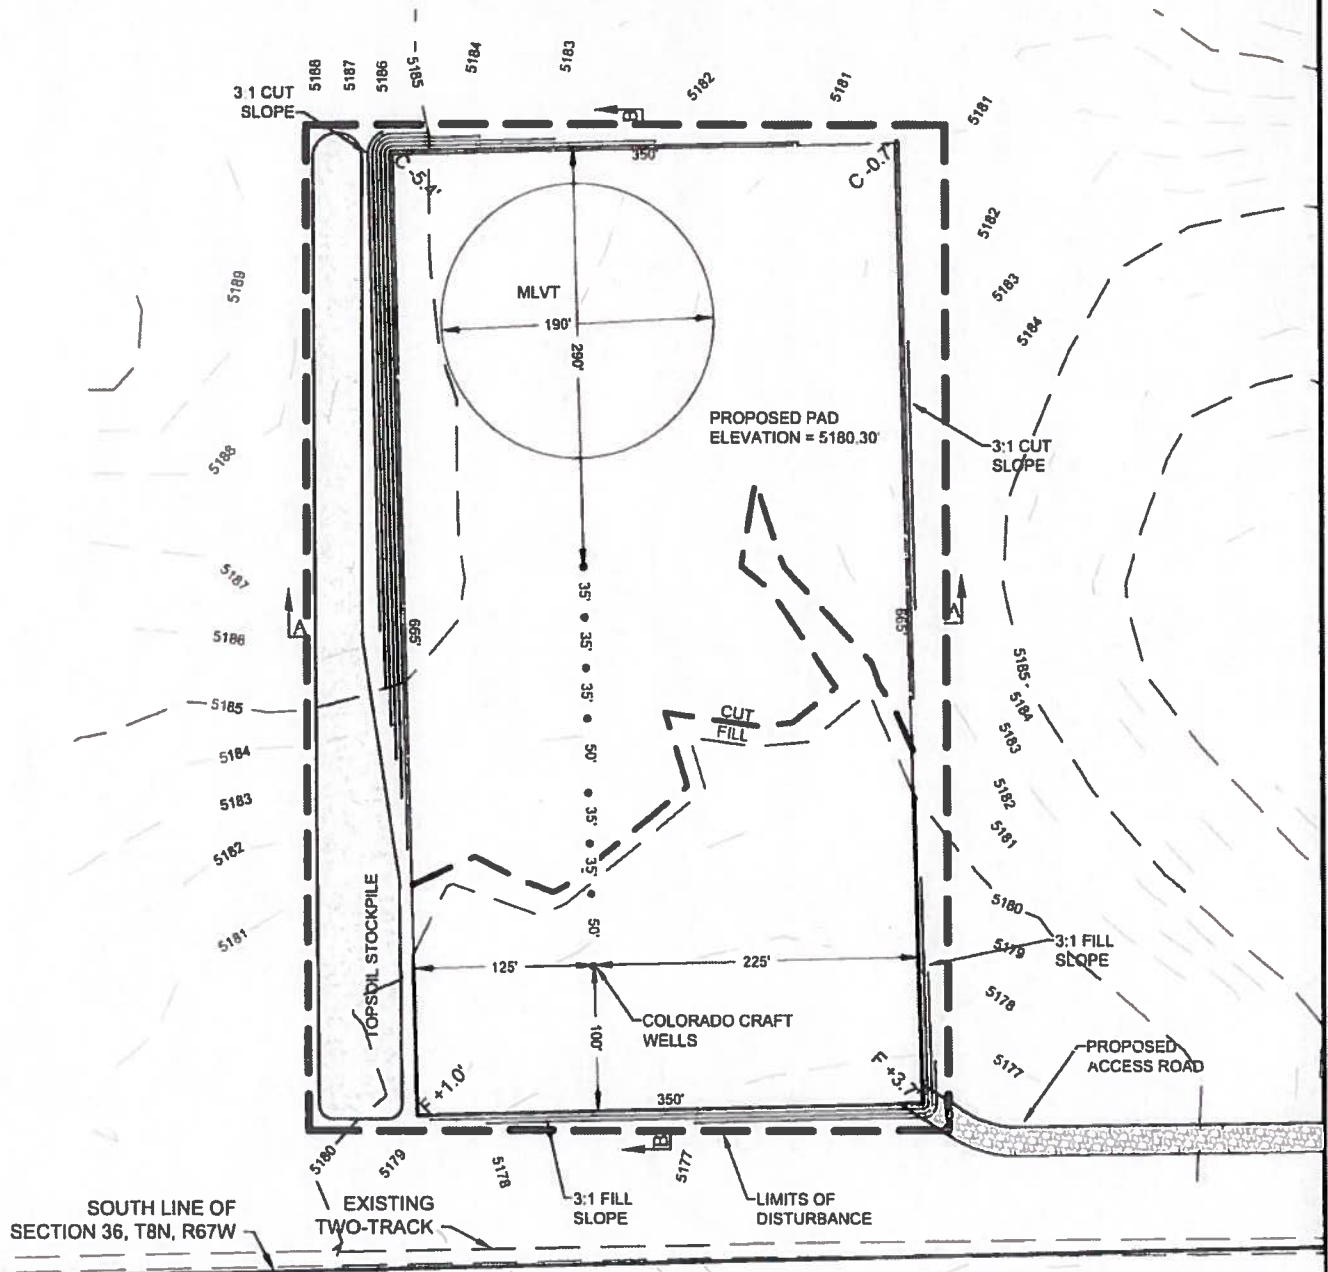 5188
5187
5186
5185
5184
5183
5182
5181
5181
3:1 CUT
SLOPE
B
350'
C -5.4'
C -0.7'
5182
5189
5183
MLVT
5184
190'
290'
PROPOSED PAD
ELEVATION = 5180.30'
3:1 CUT
SLOPE
5188
5187
35'
A
A
5186
665'
35'
665'
5185
5185
35'
5184
CUT
FILL
5184
50'
5183
5183
35'
5182
5182
35'
5181
TOPSOIL STOCKPILE
5180
5181
50'
3:1 FILL
SLOPE
5179
125'
225'
5178
COLORADO CRAFT
WELLS
100'
PROPOSED
ACCESS ROAD
5177
F +1.0'
F +3.7'
350'
B
5180
5179
5178
5177
3:1 FILL
SLOPE
LIMITS OF
DISTURBANCE
SOUTH LINE OF
SECTION 36, T8N, R67W
EXISTING
TWO-TRACK